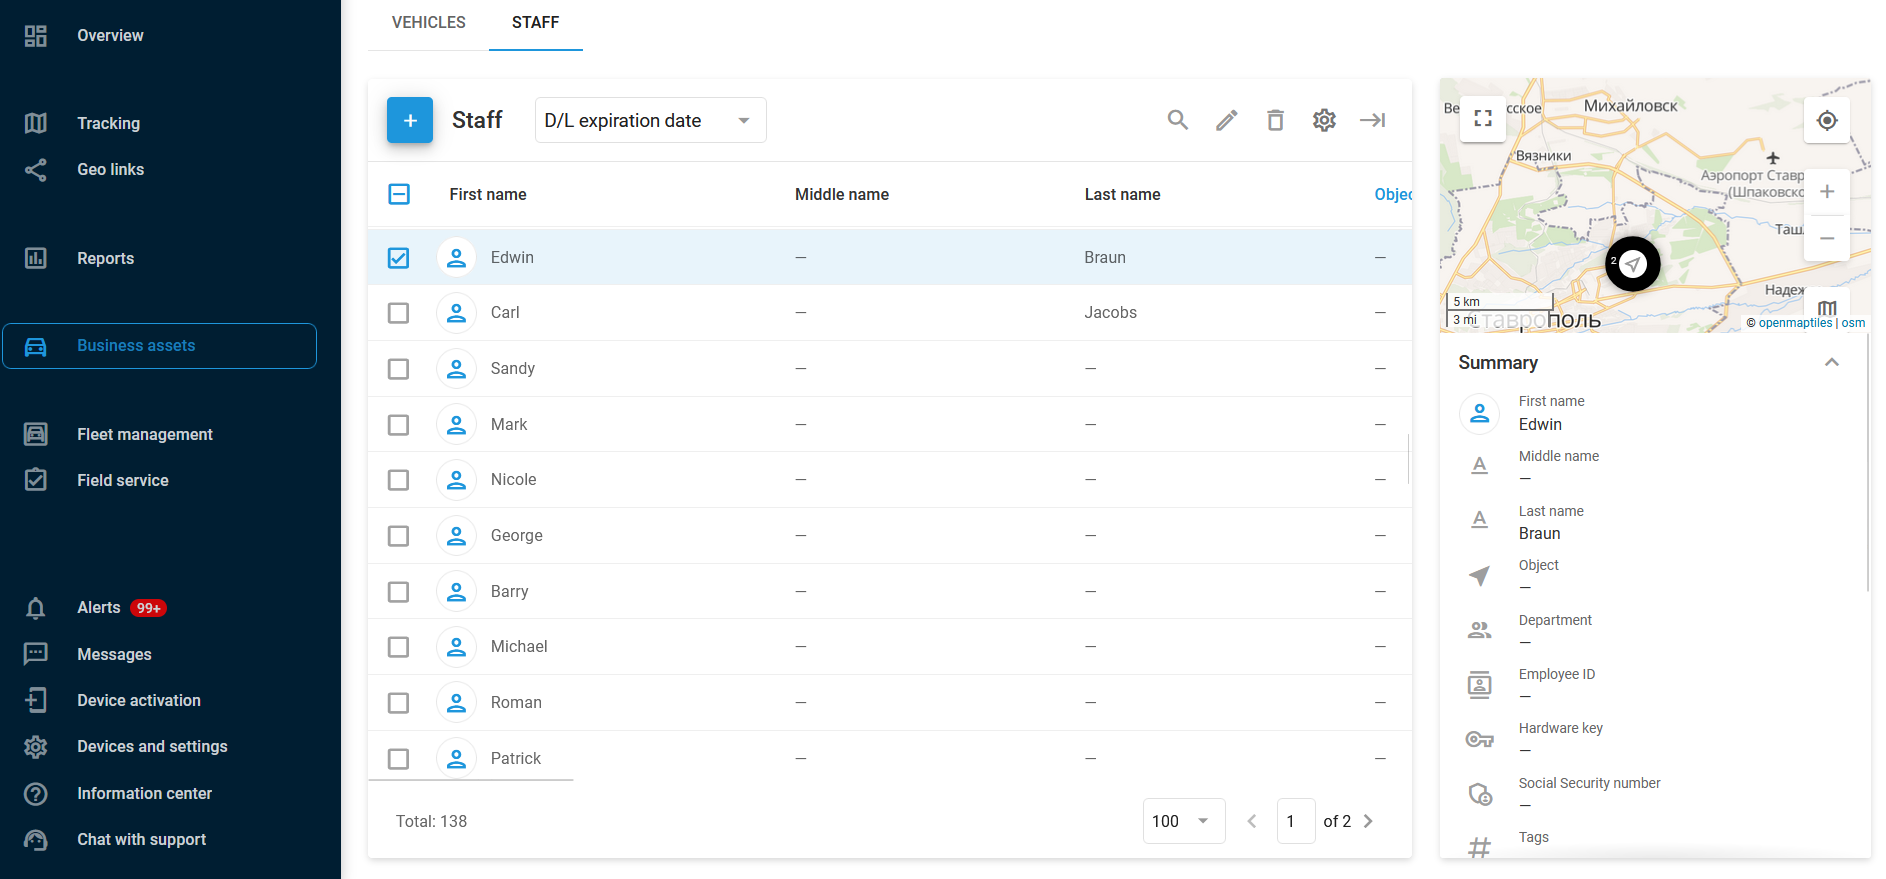 Overview
Tracking
Geo links
Reports
Business assets
Fleet management
Field service
Alerts 99+
Messages
Device activation
Devices and settings
Information center
Chat with support
VEHICLES STAFF
+ Staff D/L expiration date
First name Middle name Last name Objec
Edwin — Braun —
Carl — Jacobs —
Sandy — — —
Mark — — —
Nicole — — —
George — — —
Barry — — —
Michael — — —
Roman — — —
Patrick — — —
Total: 138 100 1 of 2
Михайловск
сское
Вязники
Аэропорт Ставр
(Шпаковско
Таш
2
Надеж
5 km
3 mi
таврополь
© openmaptiles | osm
Summary
First name
Edwin
Middle name
—
Last name
Braun
Object
—
Department
—
Employee ID
—
Hardware key
—
Social Security number
—
Tags